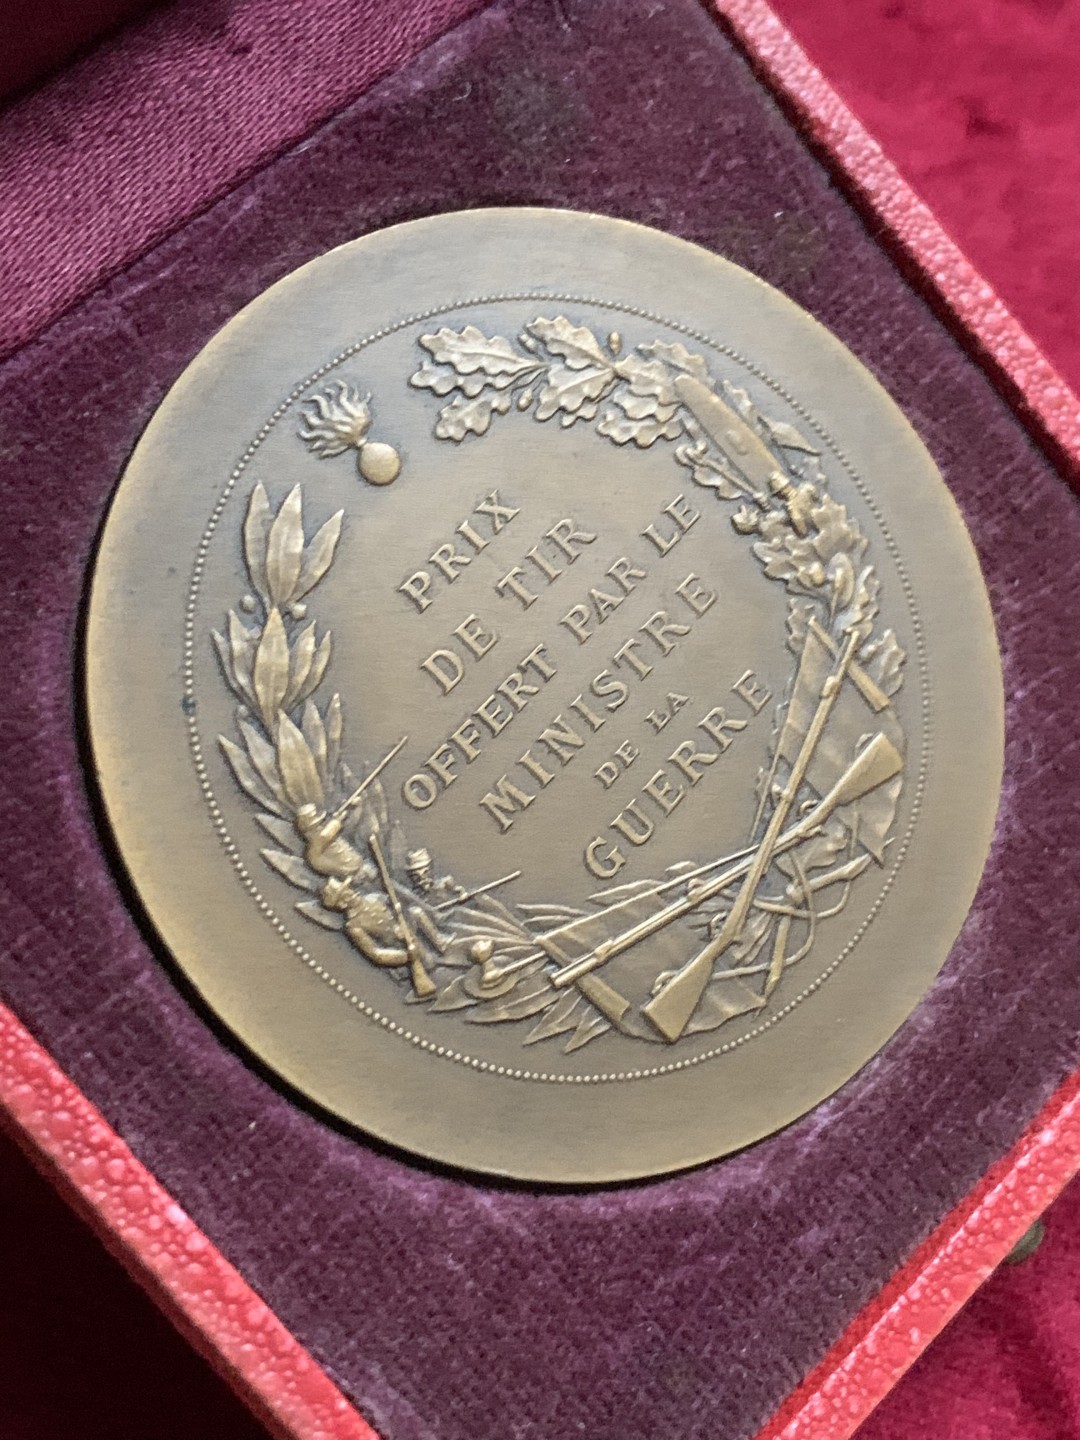 PRIX
DE TIR
OFFERT PAR LE
MINISTRE
DE LA
GUERRE